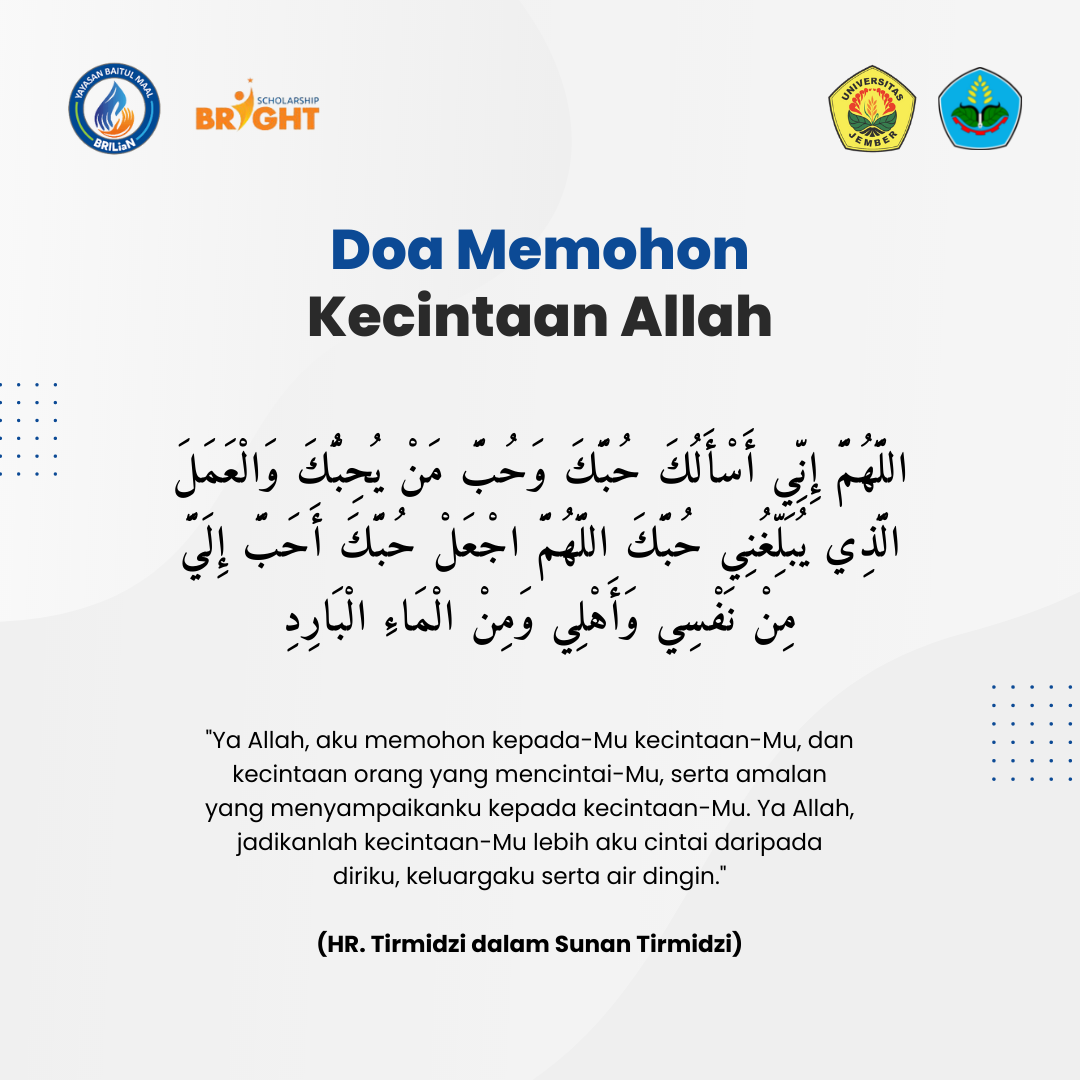 YAYASAN BAITUL MAAL
BRILiaN
SCHOLARSHIP
BRIGHT
UNIVERSITAS
JEMBER
Doa Memohon
Kecintaan Allah
اللَّهُمَّ إِنِّي أَسْأَلُكَ حُبَّكَ وَحُبَّ مَنْ يُحِبُّكَ وَالْعَمَلَ
الَّذِي يُبَلِّغُنِي حُبَّكَ اللَّهُمَّ اجْعَلْ حُبَّكَ أَحَبَّ إِلَيَّ
مِنْ نَفْسِي وَأَهْلِي وَمِنْ الْمَاءِ الْبَارِدِ
"Ya Allah, aku memohon kepada-Mu kecintaan-Mu, dan
kecintaan orang yang mencintai-Mu, serta amalan
yang menyampaikanku kepada kecintaan-Mu. Ya Allah,
jadikanlah kecintaan-Mu lebih aku cintai daripada
diriku, keluargaku serta air dingin."
(HR. Tirmidzi dalam Sunan Tirmidzi)